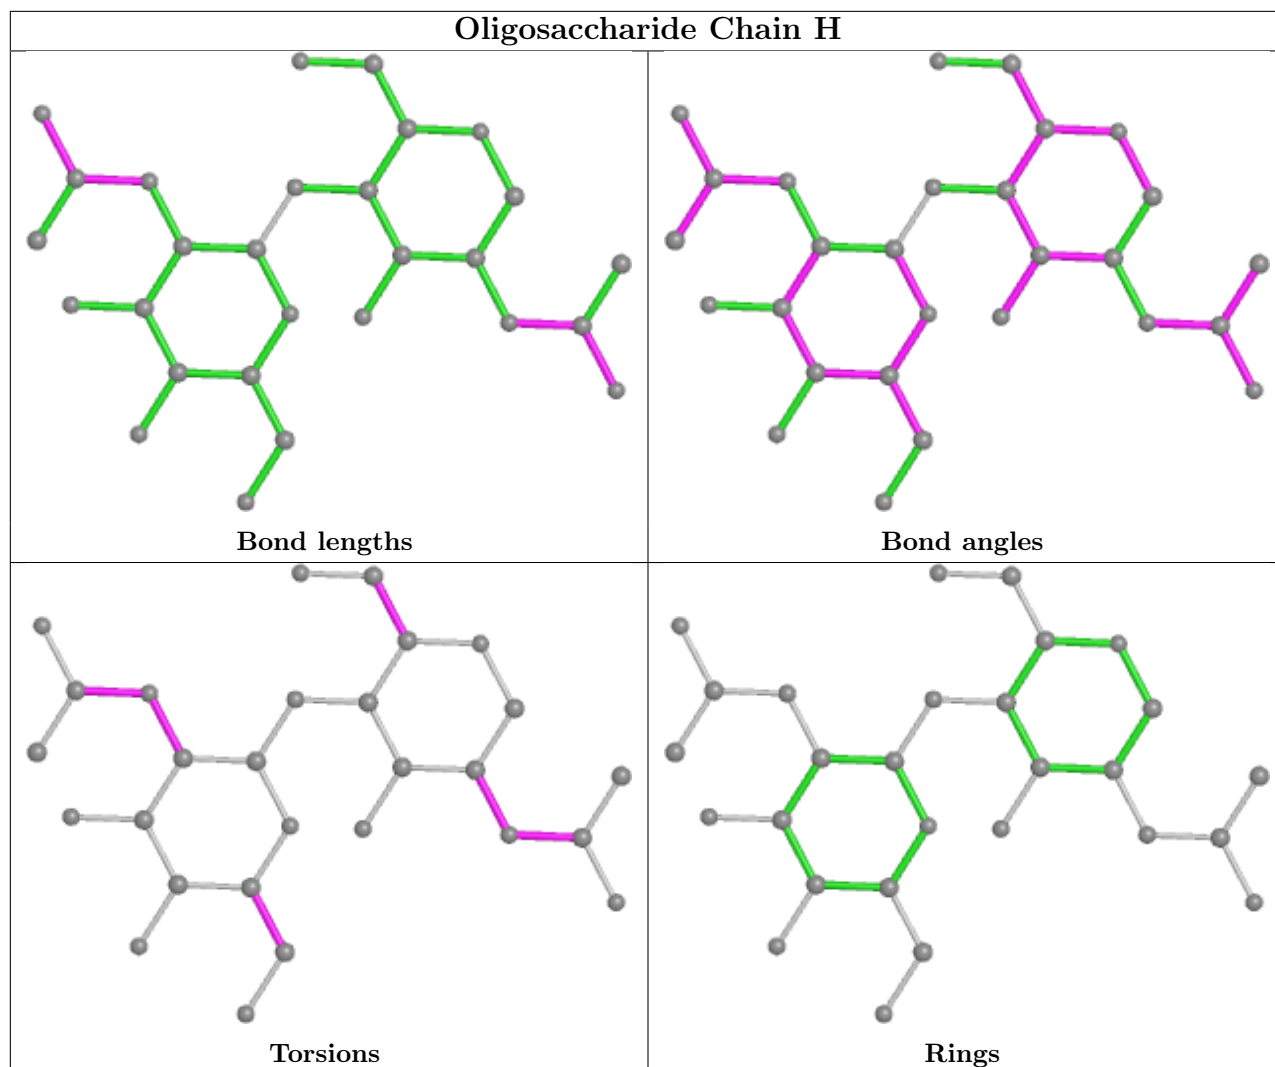 Oligosaccharide Chain H
Bond lengths
Bond angles
Torsions
Rings